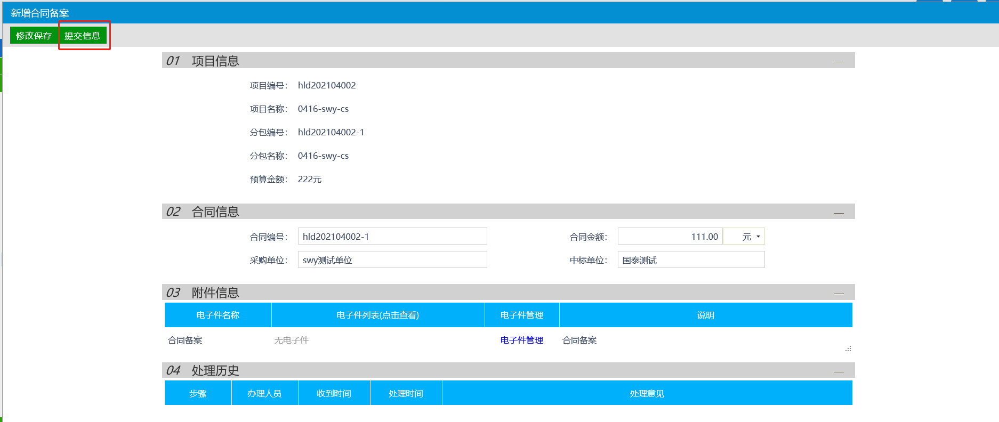 新增合同备案
修改保存 提交信息
01 项目信息
项目编号： hld202104002
项目名称： 0416-swy-cs
分包编号： hld202104002-1
分包名称： 0416-swy-cs
预算金额： 222元
02 合同信息
合同编号： hld202104002-1 合同金额： 111.00 元
采购单位： swy测试单位 中标单位： 国泰测试
03 附件信息
电子件名称 电子件列表(点击查看) 电子件管理 说明
合同备案 无电子件 电子件管理 合同备案
04 处理历史
步骤 办理人员 收到时间 处理时间 处理意见